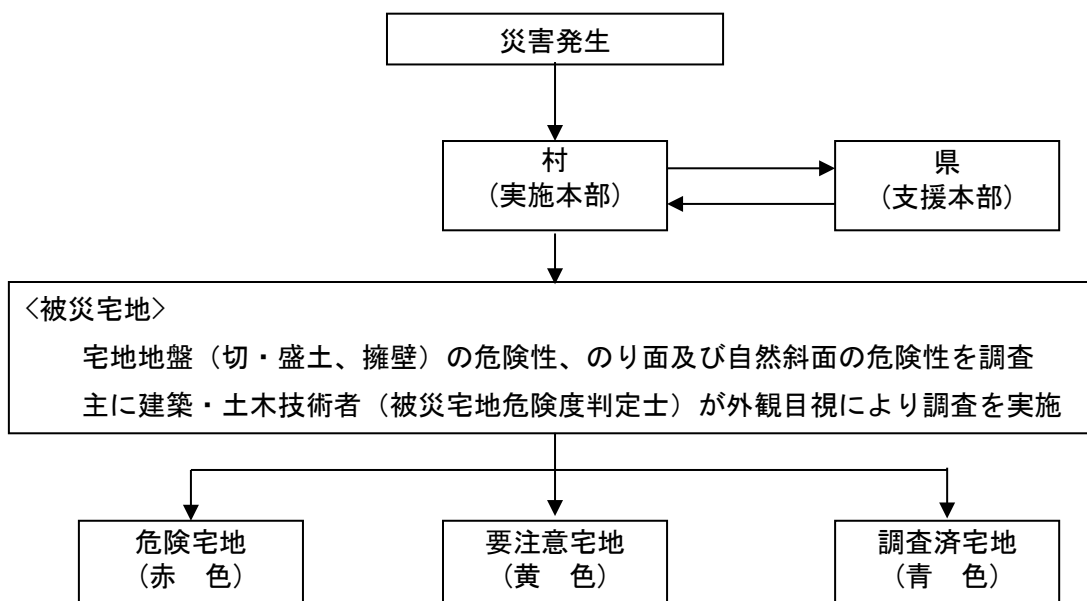 災害発生
村
（実施本部）
県
（支援本部）
<被災宅地>
宅地地盤（切・盛土、擁壁）の危険性、のり面及び自然斜面の危険性を調査
主に建築・土木技術者（被災宅地危険度判定士）が外観目視により調査を実施
危険宅地
（赤　色）
要注意宅地
（黄　色）
調査済宅地
（青　色）